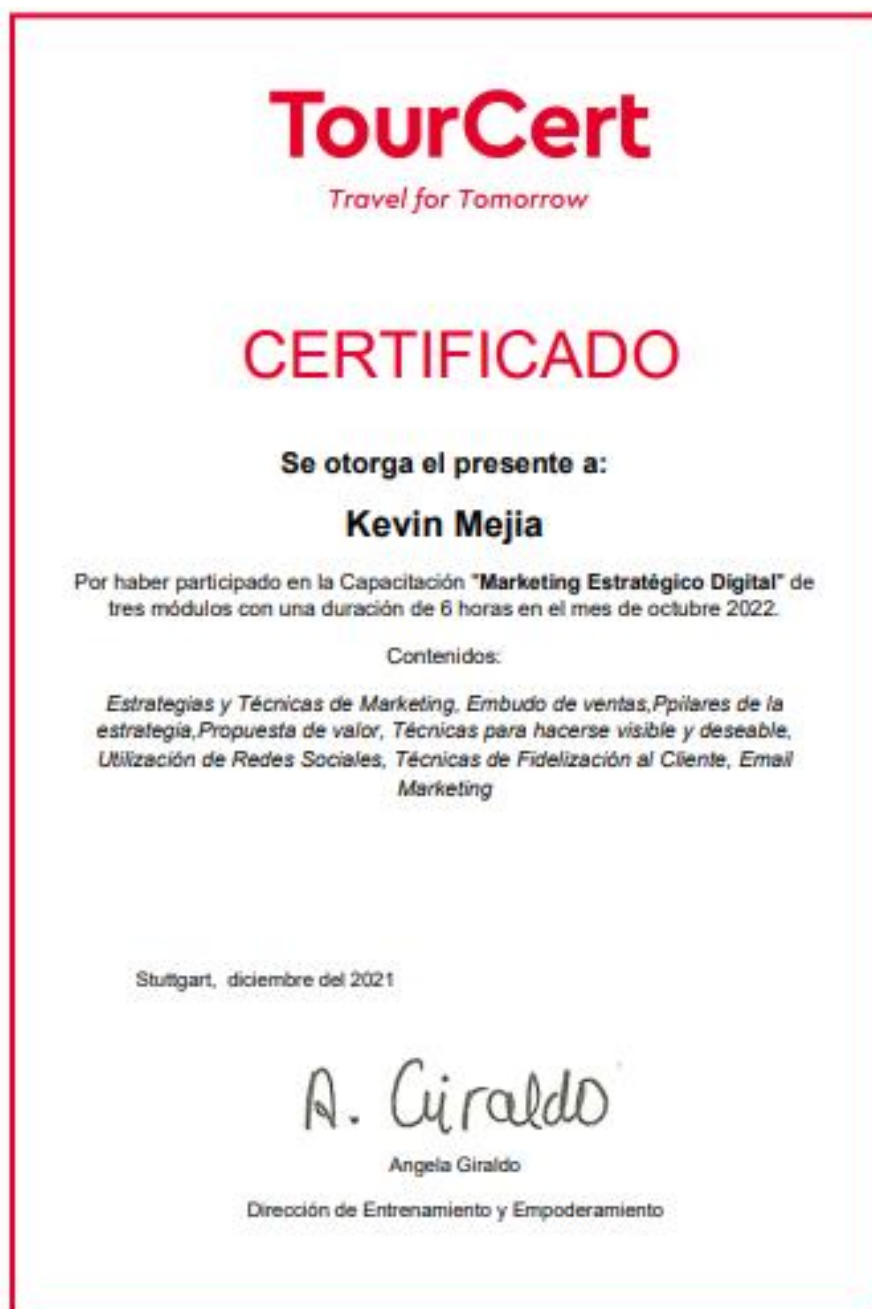 TourCert
Travel for Tomorrow
CERTIFICADO
Se otorga el presente a:
Kevin Mejia
Por haber participado en la Capacitación "Marketing Estratégico Digital" de
tres módulos con una duración de 6 horas en el mes de octubre 2022.
Contenidos:
Estrategias y Técnicas de Marketing, Embudo de ventas,Ppilares de la
estrategia,Propuesta de valor, Técnicas para hacerse visible y deseable,
Utilización de Redes Sociales, Técnicas de Fidelización al Cliente, Email
Marketing
Stuttgart, diciembre del 2021
A. Giraldo
Angela Giraldo
Dirección de Entrenamiento y Empoderamiento